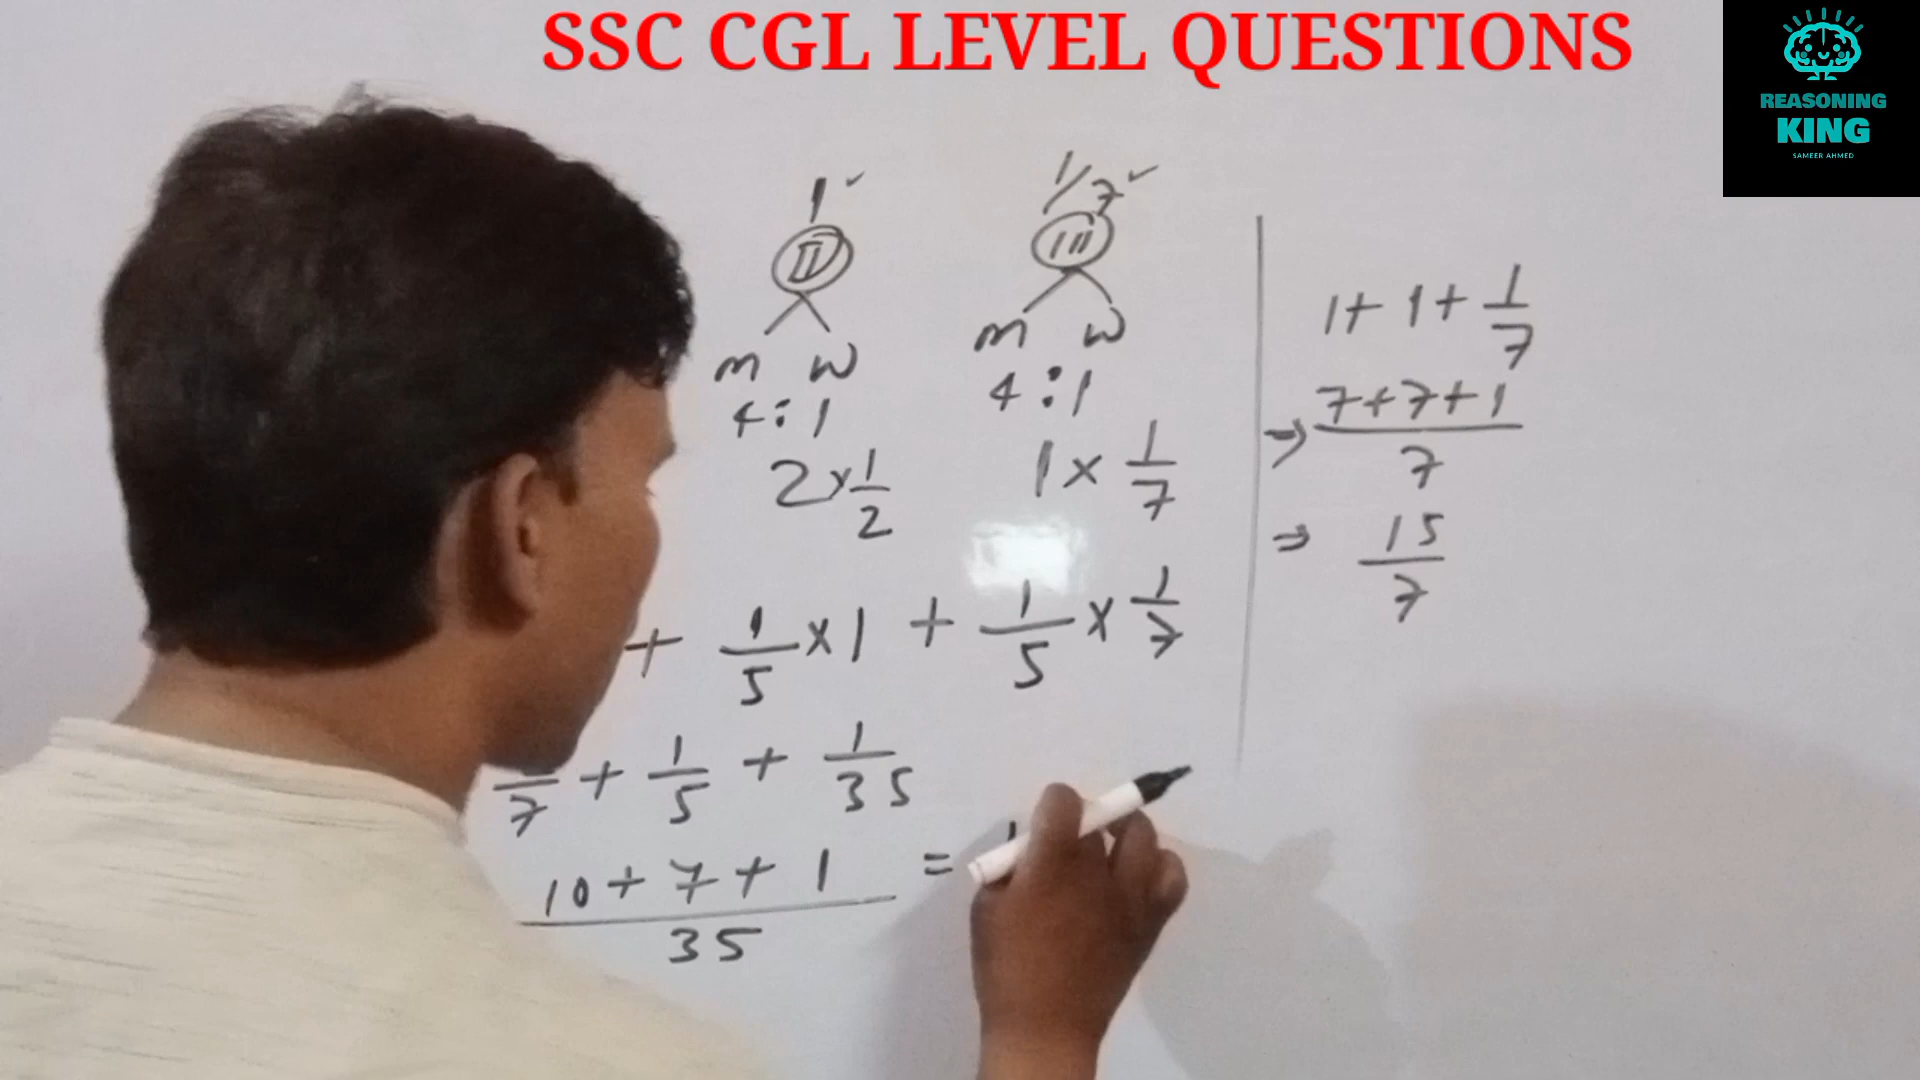 SSC CGL LEVEL QUESTIONS
REASONING
KING
SAMEER AHMED
1 ✓
II
m w
4:1
2 × 1/2
1/7 ✓
III
m w
4:1
1 × 1/7
+ 1/5 × 1 + 1/5 × 1/7
/7 + 1/5 + 1/35
10 + 7 + 1 =
35
1 + 1 + 1/7
⇒ 7+7+1
7
⇒ 15
7